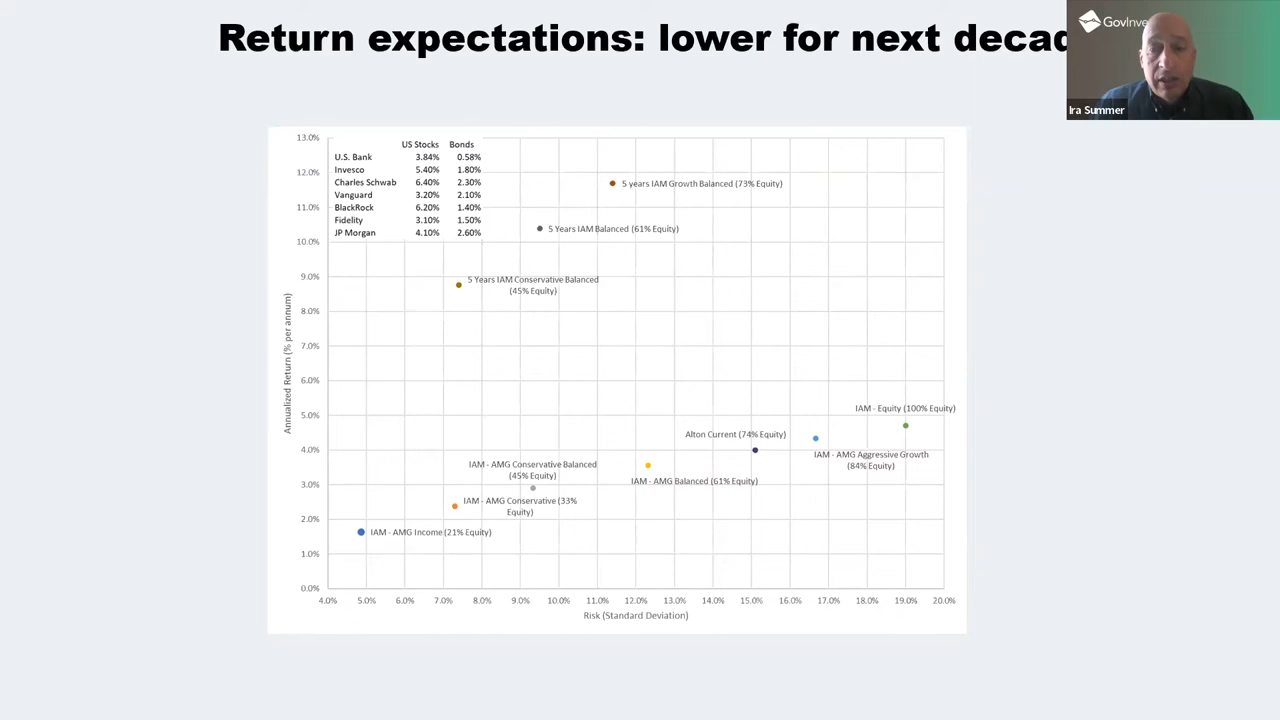 Return expectations: lower for next decad
GovInve
Ira Summer
13.0%
12.0%
11.0%
10.0%
9.0%
8.0%
7.0%
6.0%
5.0%
4.0%
3.0%
2.0%
1.0%
0.0%
Annualized Return (% per annum)
US Stocks Bonds
U.S. Bank 3.84% 0.58%
Invesco 5.40% 1.80%
Charles Schwab 6.40% 2.30%
Vanguard 3.20% 2.10%
BlackRock 6.20% 1.40%
Fidelity 3.10% 1.50%
JP Morgan 4.10% 2.60%
5 years IAM Growth Balanced (73% Equity)
5 Years IAM Balanced (61% Equity)
5 Years IAM Conservative Balanced
(45% Equity)
IAM - Equity (100% Equity)
Alton Current (74% Equity)
IAM - AMG Aggressive Growth
(84% Equity)
IAM - AMG Conservative Balanced
(45% Equity)
IAM - AMG Balanced (61% Equity)
IAM - AMG Conservative (33%
Equity)
IAM - AMG Income (21% Equity)
4.0% 5.0% 6.0% 7.0% 8.0% 9.0% 10.0% 11.0% 12.0% 13.0% 14.0% 15.0% 16.0% 17.0% 18.0% 19.0% 20.0%
Risk (Standard Deviation)